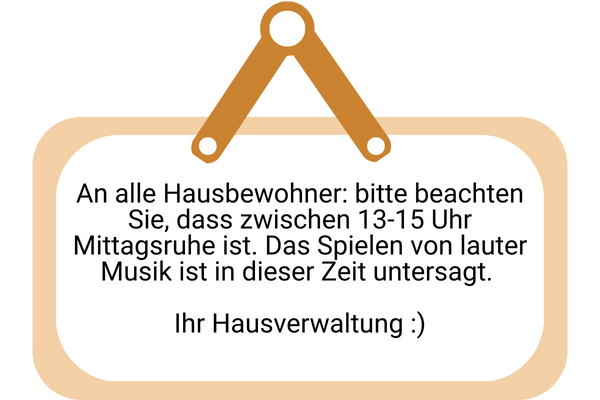 An alle Hausbewohner: bitte beachten
Sie, dass zwischen 13-15 Uhr
Mittagsruhe ist. Das Spielen von lauter
Musik ist in dieser Zeit untersagt.
Ihr Hausverwaltung :)